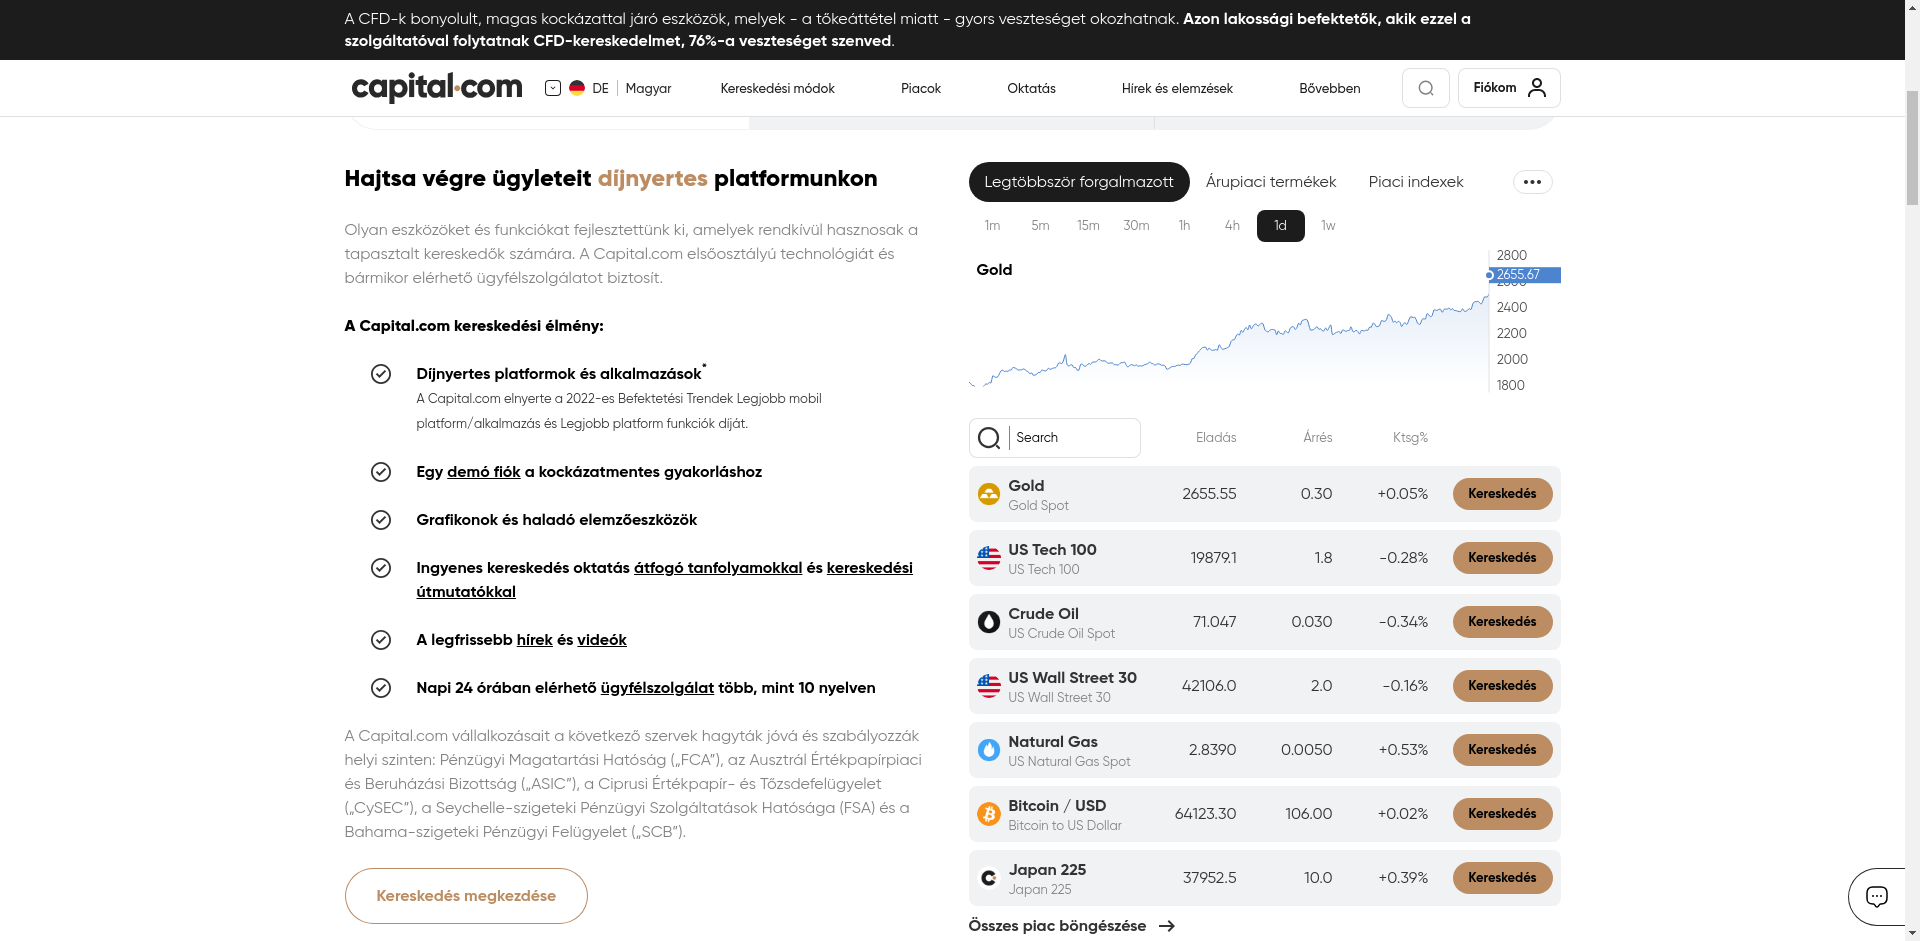 A CFD-k bonyolult, magas kockázattal járó eszközök, melyek - a tőkeáttétel miatt - gyors veszteséget okozhatnak. Azon lakossági befektetők, akik ezzel a
szolgáltatóval folytatnak CFD-kereskedelmet, 76%-a veszteséget szenved.
capital.com DE Magyar Kereskedési módok Piacok Oktatás Hírek és elemzések Bővebben Fiókom
Hajtsa végre ügyleteit díjnyertes platformunkon
Olyan eszközöket és funkciókat fejlesztettünk ki, amelyek rendkívül hasznosak a
tapasztalt kereskedők számára. A Capital.com elsőosztályú technológiát és
bármikor elérhető ügyfélszolgálatot biztosít.
A Capital.com kereskedési élmény:
Díjnyertes platformok és alkalmazások*
A Capital.com elnyerte a 2022-es Befektetési Trendek Legjobb mobil
platform/alkalmazás és Legjobb platform funkciók díját.
Egy demó fiók a kockázatmentes gyakorláshoz
Grafikonok és haladó elemzőeszközök
Ingyenes kereskedés oktatás átfogó tanfolyamokkal és kereskedési
útmutatókkal
A legfrissebb hírek és videók
Napi 24 órában elérhető ügyfélszolgálat több, mint 10 nyelven
A Capital.com vállalkozásait a következő szervek hagyták jóvá és szabályozzák
helyi szinten: Pénzügyi Magatartási Hatóság („FCA”), az Ausztrál Értékpapírpiaci
és Beruházási Bizottság („ASIC”), a Ciprusi Értékpapír- és Tőzsdefelügyelet
(„CySEC”), a Seychelle-szigeteki Pénzügyi Szolgáltatások Hatósága (FSA) és a
Bahama-szigeteki Pénzügyi Felügyelet („SCB”).
Kereskedés megkezdése
Legtöbbször forgalmazott Árupiaci termékek Piaci indexek
1m 5m 15m 30m 1h 4h 1d 1w
Gold
2800
2655.67
2600
2400
2200
2000
1800
Search Eladás Árrés Ktsg%
Gold
Gold Spot
2655.55 0.30 +0.05% Kereskedés
US Tech 100
US Tech 100
19879.1 1.8 -0.28% Kereskedés
Crude Oil
US Crude Oil Spot
71.047 0.030 -0.34% Kereskedés
US Wall Street 30
US Wall Street 30
42106.0 2.0 -0.16% Kereskedés
Natural Gas
US Natural Gas Spot
2.8390 0.0050 +0.53% Kereskedés
Bitcoin / USD
Bitcoin to US Dollar
64123.30 106.00 +0.02% Kereskedés
Japan 225
Japan 225
37952.5 10.0 +0.39% Kereskedés
Összes piac böngészése